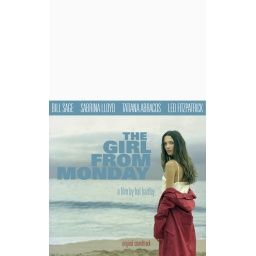 BILL SAGE SABRINA LLOYD TATIANA ABRACOS LEO FITZPATRICK
THE
GIRL
FROM
MONDAY
a film by hal hartley
original soundtrack